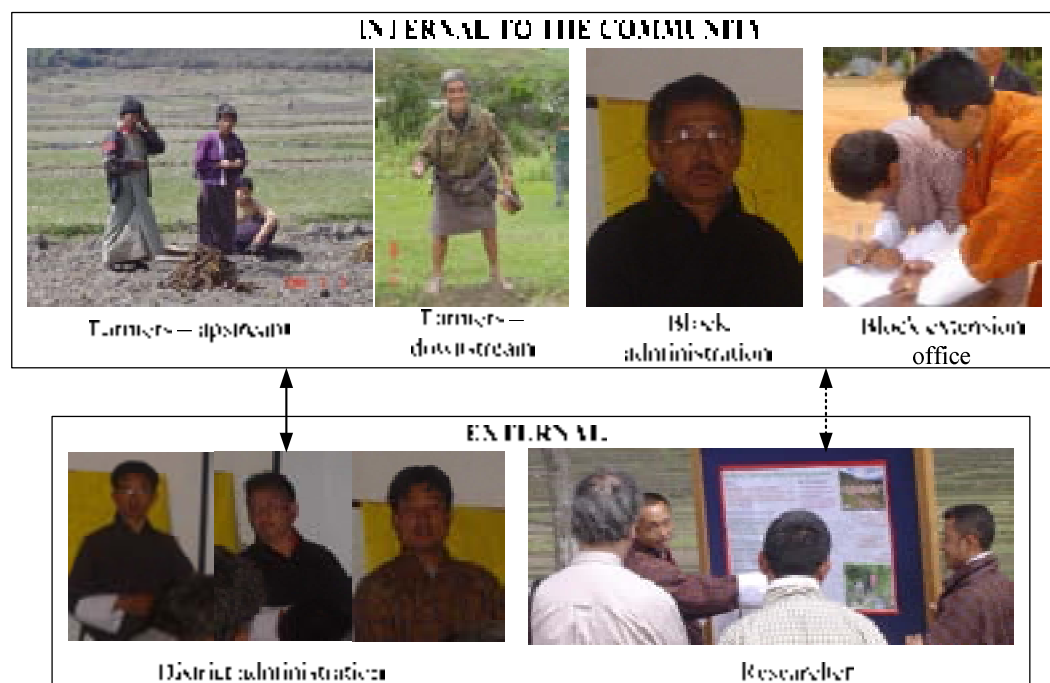 INTERNAL TO THE COMMUNITY
Farmers – upstream
Farmers –
downstream
Block
administration
Block extension
office
EXTERNAL
District administration
Researcher